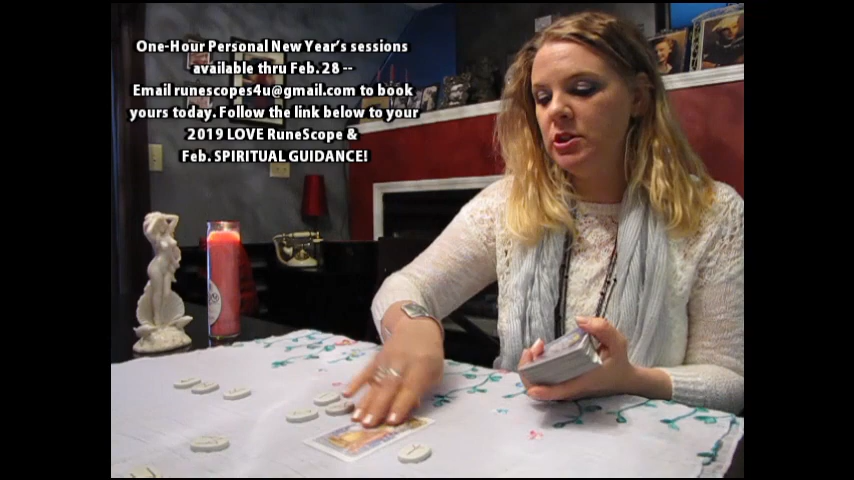 One-Hour Personal New Year's sessions
available thru Feb. 28 --
Email runescopes4u@gmail.com to book
yours today. Follow the link below to your
2019 LOVE RuneScope &
Feb. SPIRITUAL GUIDANCE!